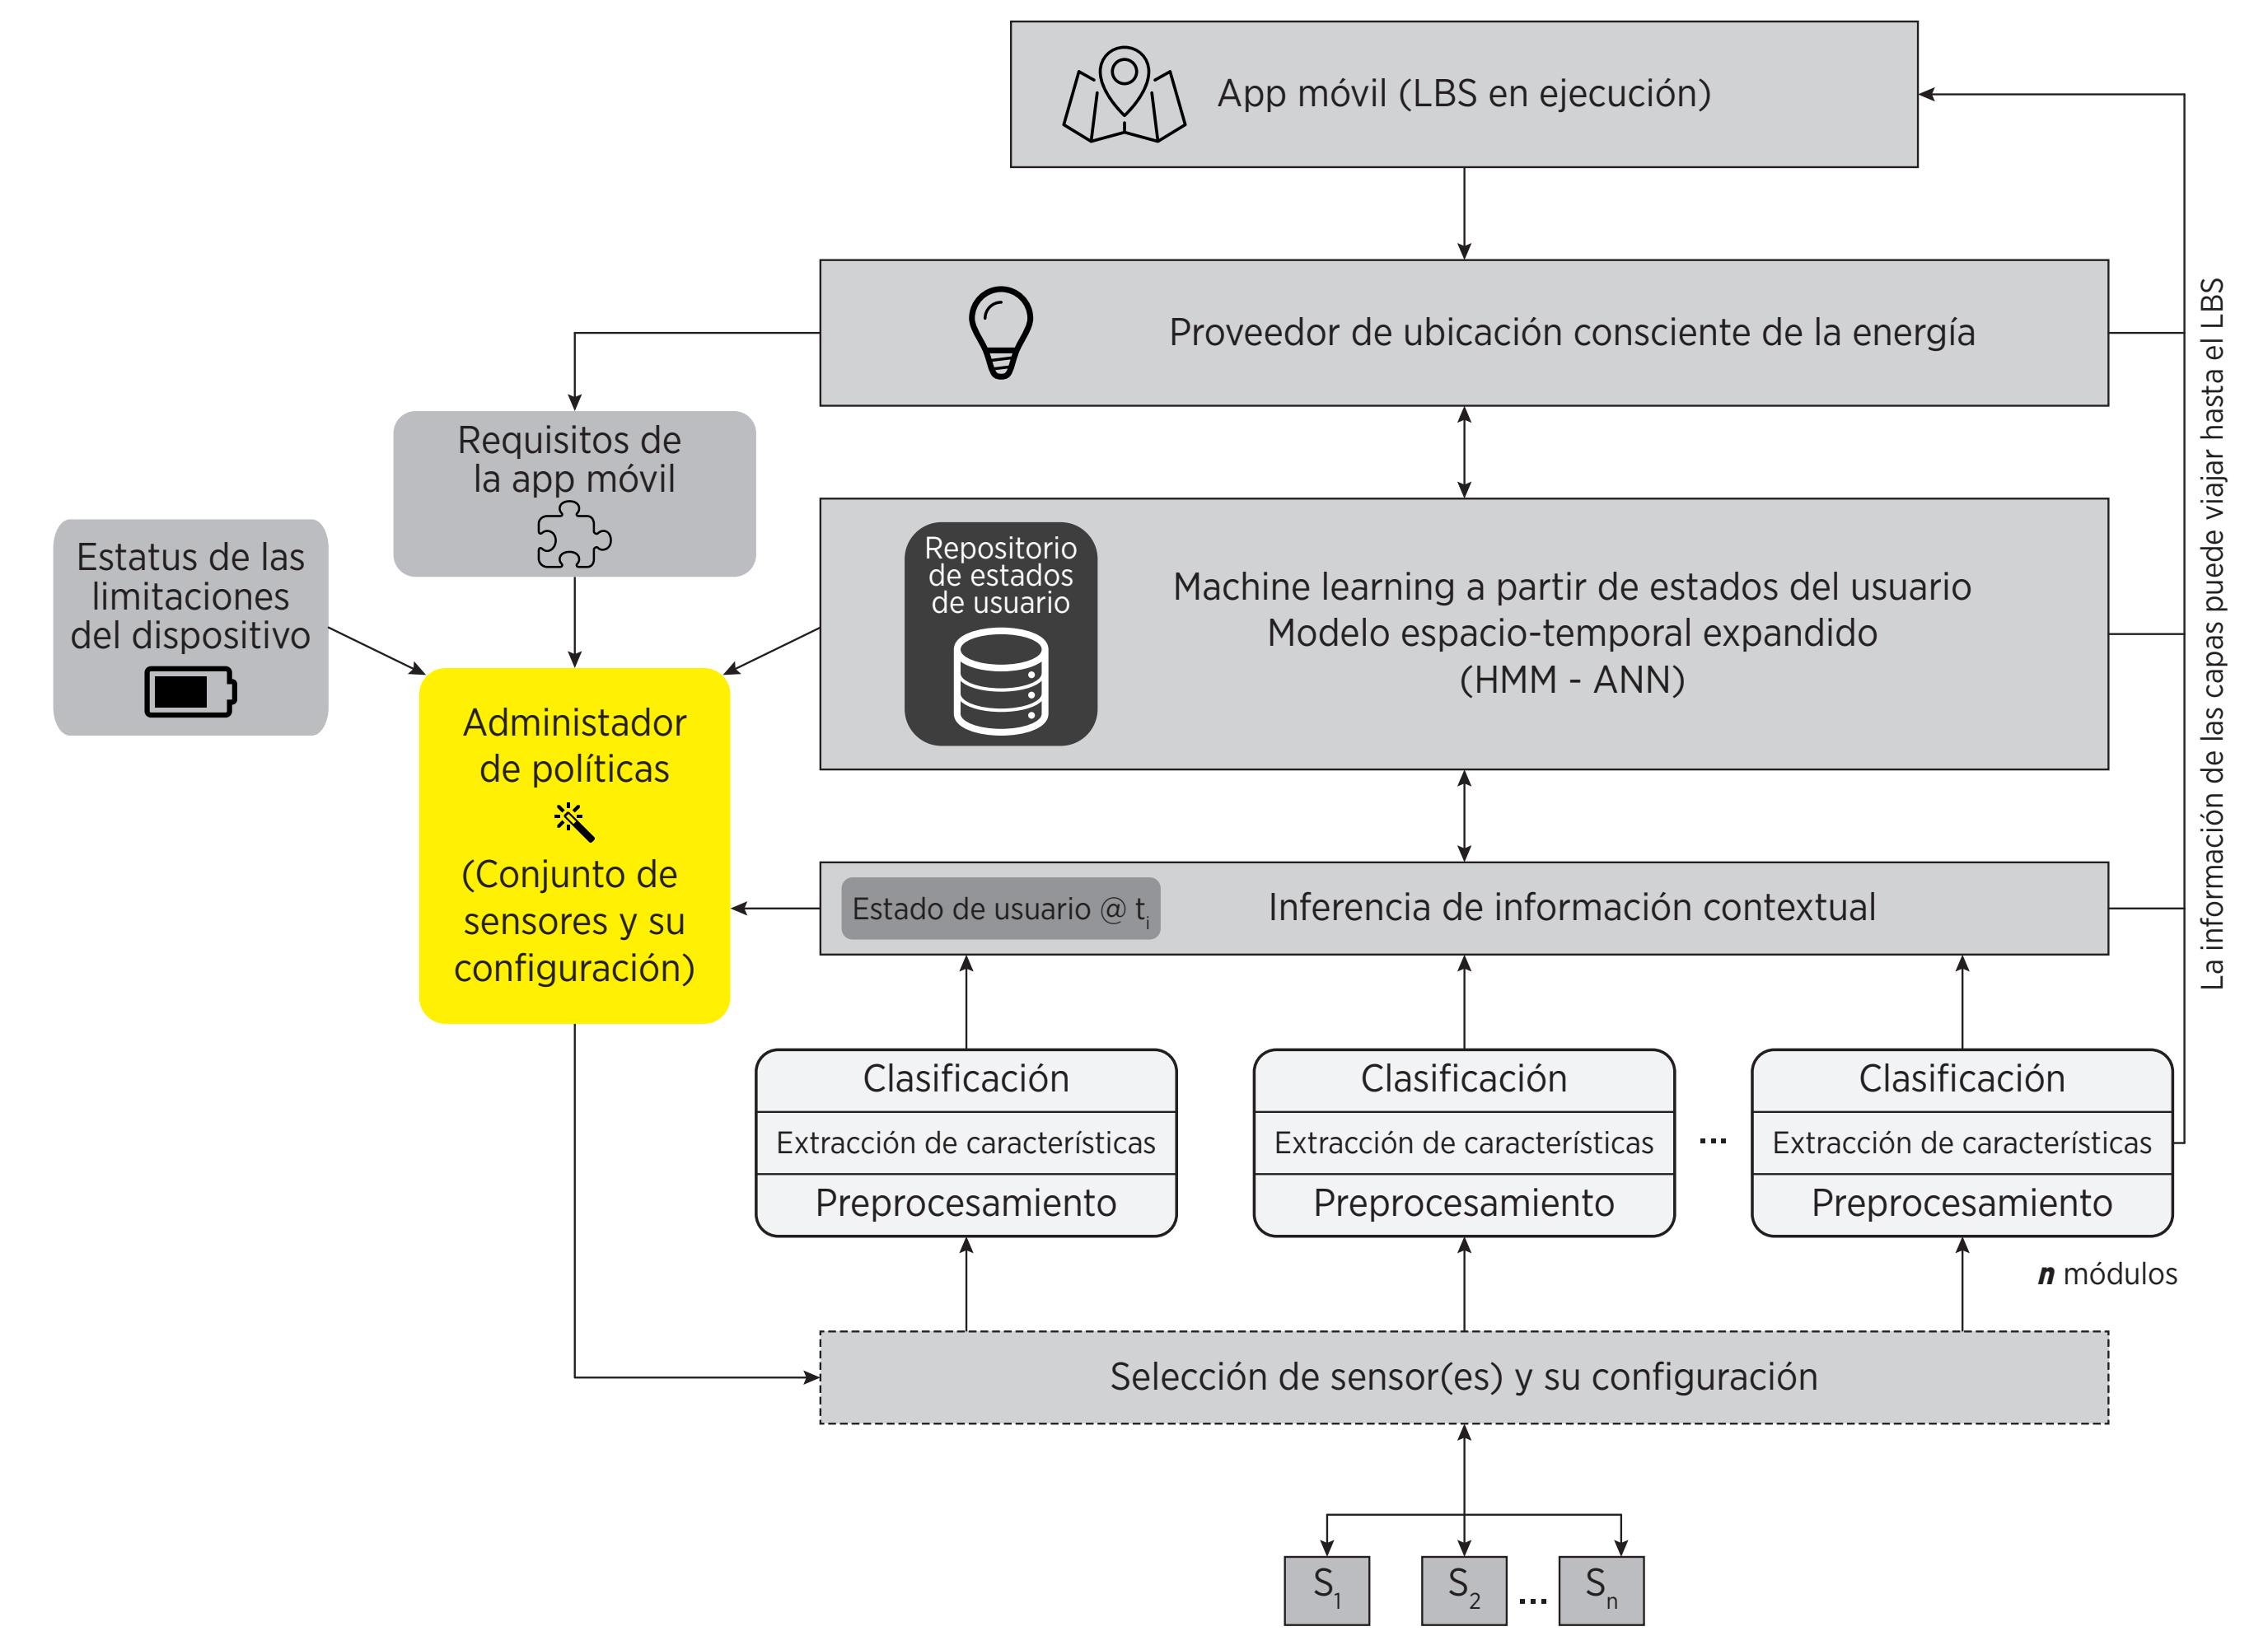 App móvil (LBS en ejecución)
Proveedor de ubicación consciente de la energía
Requisitos de
la app móvil
Estatus de las
limitaciones
del dispositivo
Repositorio
de estados
de usuario
Machine learning a partir de estados del usuario
Modelo espacio-temporal expandido
(HMM - ANN)
Administador
de políticas
(Conjunto de
sensores y su
configuración)
Estado de usuario @ ti
Inferencia de información contextual
La información de las capas puede viajar hasta el LBS
Clasificación
Extracción de características
Preprocesamiento
Clasificación
Extracción de características
Preprocesamiento
...
Clasificación
Extracción de características
Preprocesamiento
n módulos
Selección de sensor(es) y su configuración
S1
S2
...
Sn